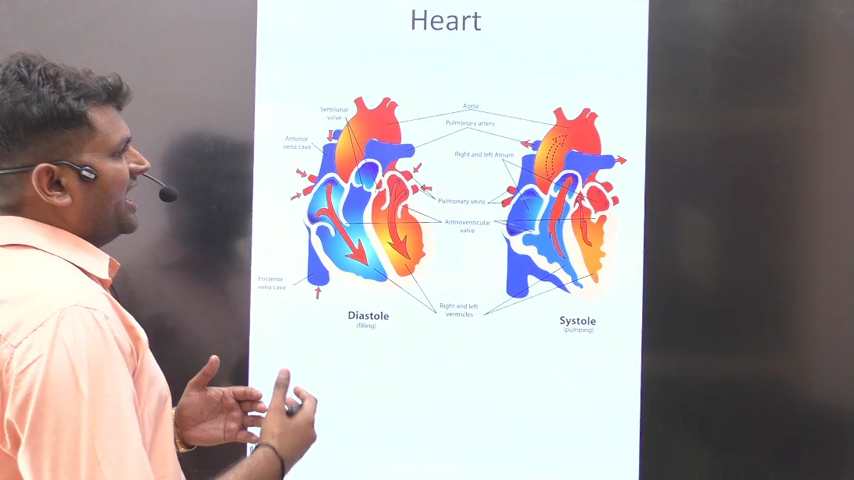 Heart
Semilunar
valve
Aorta
Pulmonary artery
Anterior
vena cava
Right and left Atrium
Pulmonary veins
Antrioventricular
valve
Posterior
vena cava
Right and left
ventricles
Diastole
(filling)
Systole
(pumping)